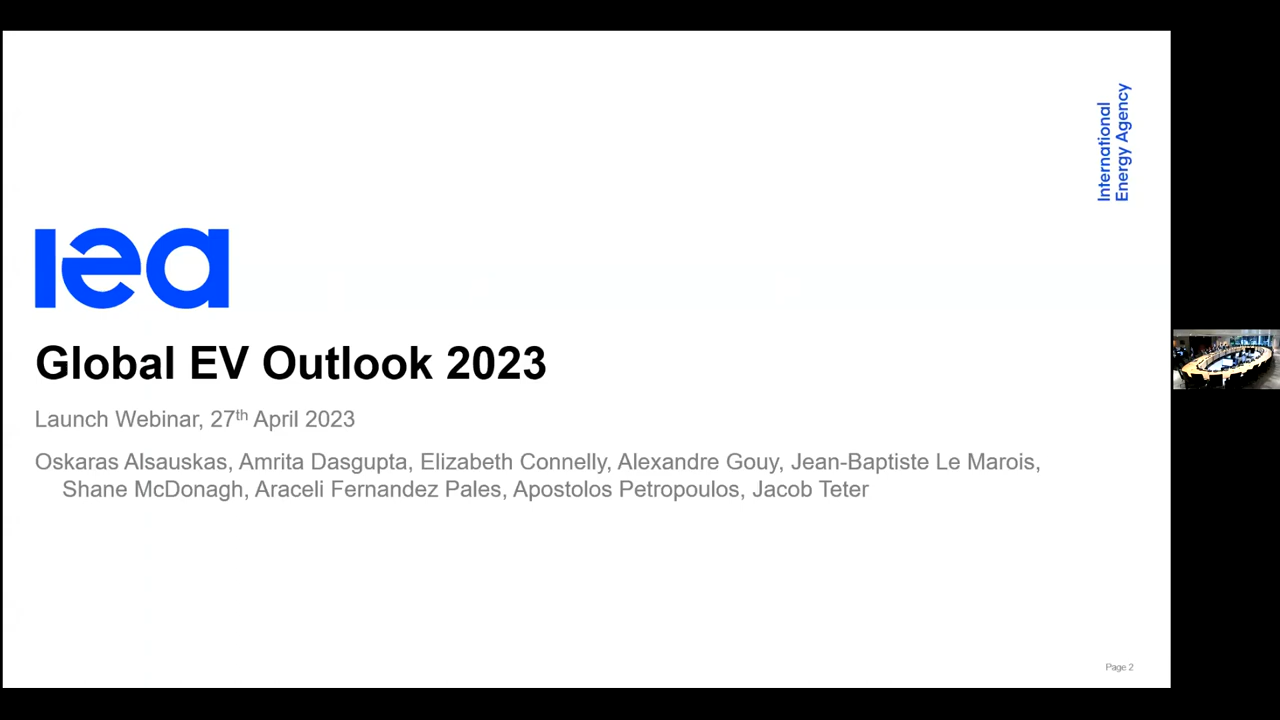 International
Energy Agency
iea
Global EV Outlook 2023
Launch Webinar, 27th April 2023
Oskaras Alsauskas, Amrita Dasgupta, Elizabeth Connelly, Alexandre Gouy, Jean-Baptiste Le Marois,
Shane McDonagh, Araceli Fernandez Pales, Apostolos Petropoulos, Jacob Teter
Page 2